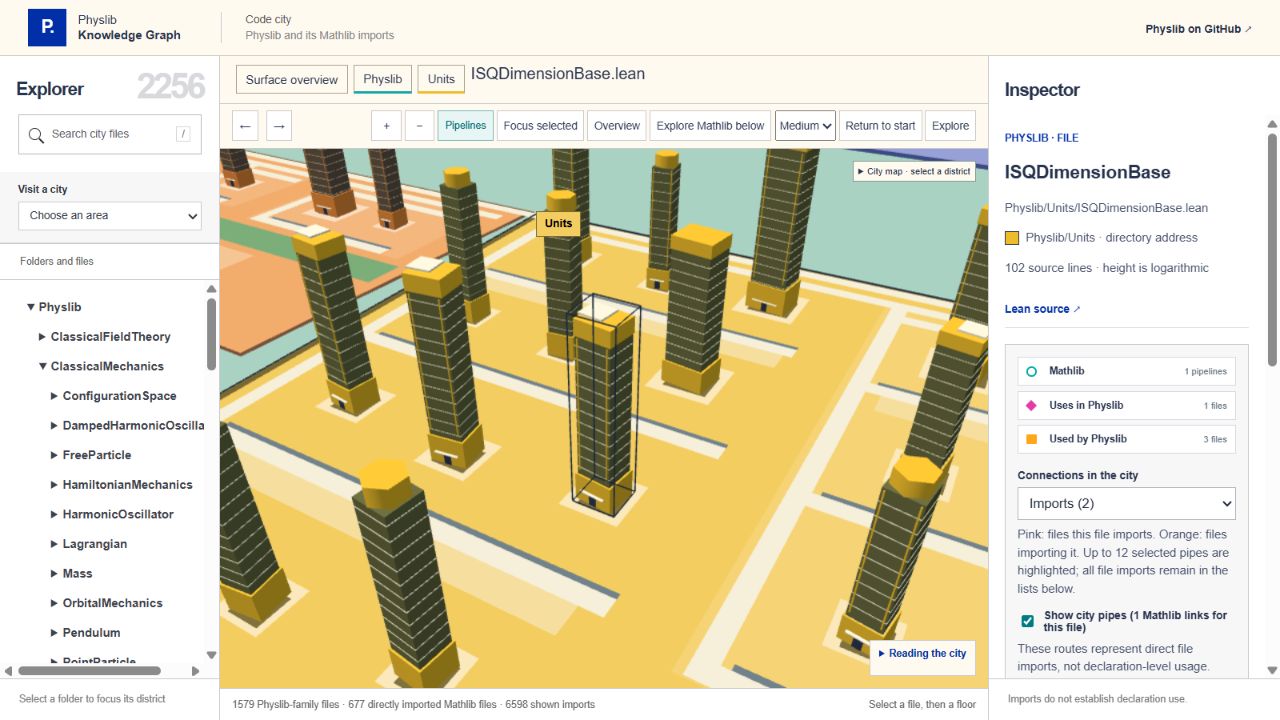 P.
Physlib
Knowledge Graph
Code city
Physlib and its Mathlib imports
Physlib on GitHub ↗
Explorer
2256
Search city files
/
Visit a city
Choose an area
Folders and files
▼ Physlib
▶ ClassicalFieldTheory
▼ ClassicalMechanics
▶ ConfigurationSpace
▶ DampedHarmonicOscilla
▶ FreeParticle
▶ HamiltonianMechanics
▶ HarmonicOscillator
▶ Lagrangian
▶ Mass
▶ OrbitalMechanics
▶ Pendulum
▶ PointParticle
Select a folder to focus its district
Surface overview
Physlib
Units
ISQDimensionBase.lean
←
→
+
−
Pipelines
Focus selected
Overview
Explore Mathlib below
Medium
Return to start
Explore
▶ City map · select a district
Units
▶ Reading the city
1579 Physlib-family files · 677 directly imported Mathlib files · 6598 shown imports
Select a file, then a floor
Inspector
PHYSLIB · FILE
ISQDimensionBase
Physlib/Units/ISQDimensionBase.lean
Physlib/Units · directory address
102 source lines · height is logarithmic
Lean source ↗
Mathlib 1 pipelines
Uses in Physlib 1 files
Used by Physlib 3 files
Connections in the city
Imports (2)
Pink: files this file imports. Orange: files
importing it. Up to 12 selected pipes are
highlighted; all file imports remain in the
lists below.
Show city pipes (1 Mathlib links for
this file)
These routes represent direct file
imports, not declaration-level usage.
Imports do not establish declaration use.